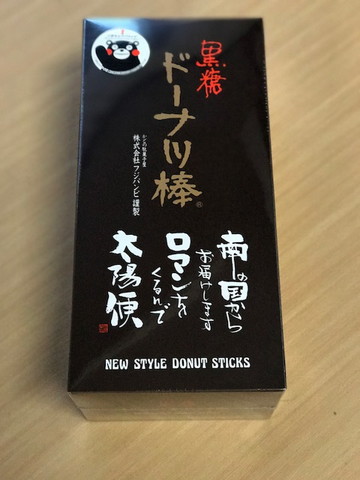 黒糖
ドーナツ棒®
株式会社フジバンビ謹製
南の国から
お届けします
ロマンを
くるんで
太陽便
NEW STYLE DONUT STICKS